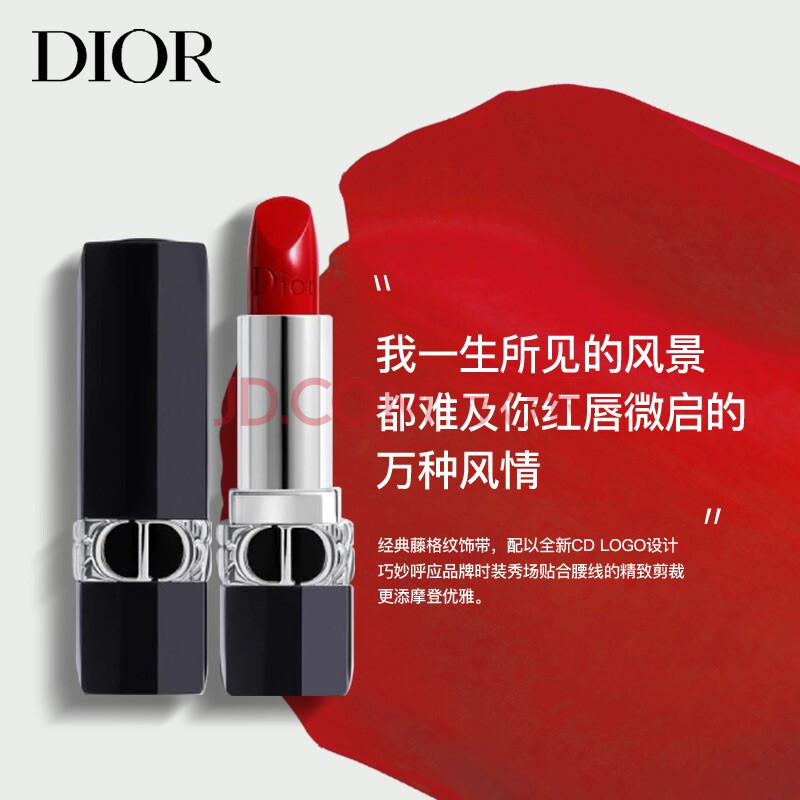 DIOR
Dior
“
我一生所见的风景
都难及你红唇微启的
万种风情
”
经典藤格纹饰带，配以全新CD LOGO设计
巧妙呼应品牌时装秀场贴合腰线的精致剪裁
更添摩登优雅。
CD
CD